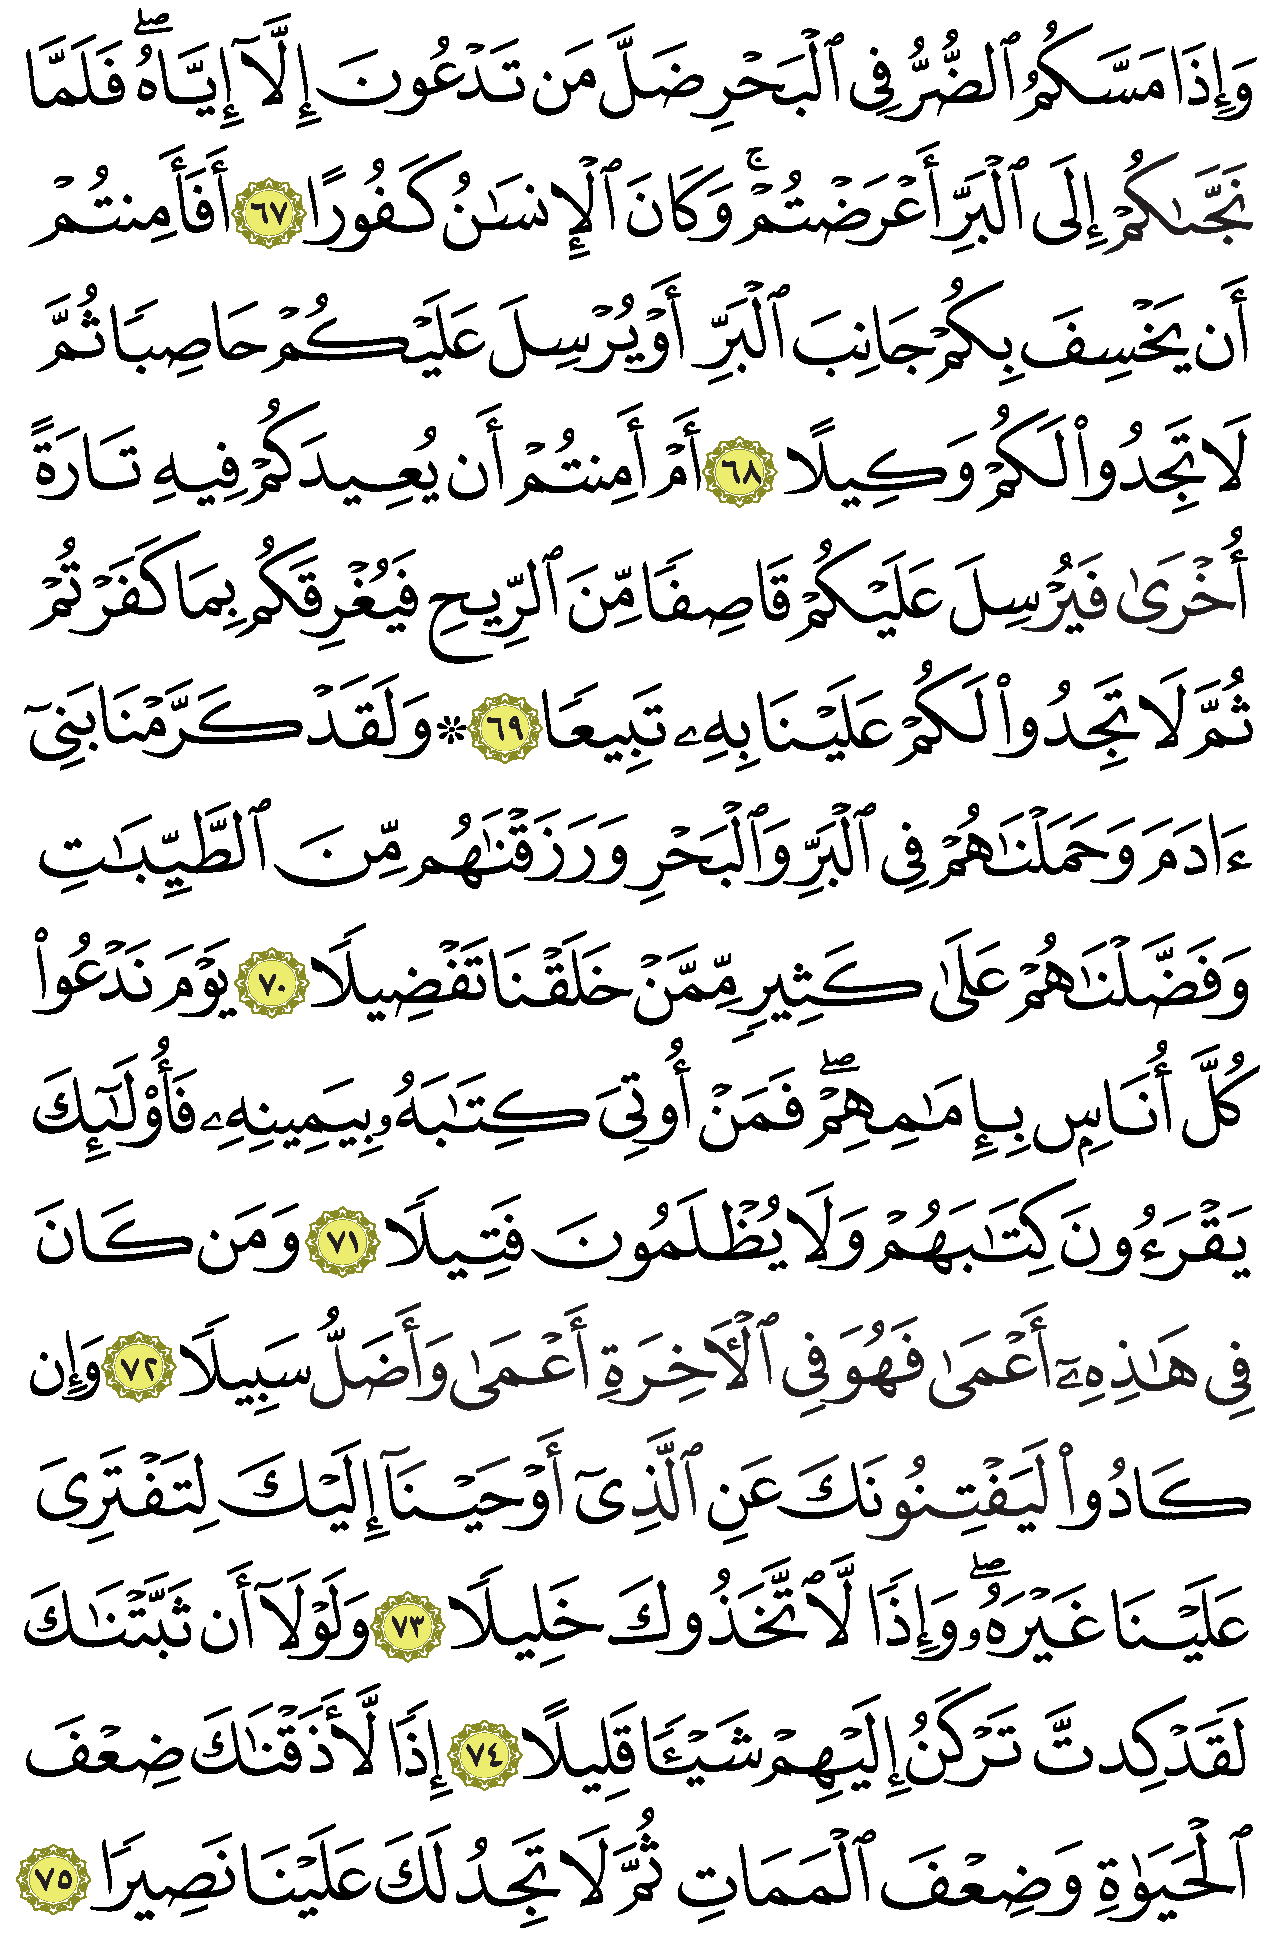 وَإِذَا مَسَّكُمُ ٱلضُّرُّ فِى ٱلْبَحْرِ ضَلَّ مَن تَدْعُونَ إِلَّآ إِيَّاهُ ۖ فَلَمَّا
نَجَّىٰكُمْ إِلَى ٱلْبَرِّ أَعْرَضْتُمْ ۚ وَكَانَ ٱلْإِنسَـٰنُ كَفُورًا ٦٧ أَفَأَمِنتُمْ
أَن يَخْسِفَ بِكُمْ جَانِبَ ٱلْبَرِّ أَوْ يُرْسِلَ عَلَيْكُمْ حَاصِبًا ثُمَّ
لَا تَجِدُوا۟ لَكُمْ وَكِيلًا ٦٨ أَمْ أَمِنتُمْ أَن يُعِيدَكُمْ فِيهِ تَارَةً
أُخْرَىٰ فَيُرْسِلَ عَلَيْكُمْ قَاصِفًا مِّنَ ٱلرِّيحِ فَيُغْرِقَكُم بِمَا كَفَرْتُمْ
ثُمَّ لَا تَجِدُوا۟ لَكُمْ عَلَيْنَا بِهِۦ تَبِيعًا ٦٩ ۞ وَلَقَدْ كَرَّمْنَا بَنِىٓ
ءَادَمَ وَحَمَلْنَـٰهُمْ فِى ٱلْبَرِّ وَٱلْبَحْرِ وَرَزَقْنَـٰهُم مِّنَ ٱلطَّيِّبَـٰتِ
وَفَضَّلْنَـٰهُمْ عَلَىٰ كَثِيرٍ مِّمَّنْ خَلَقْنَا تَفْضِيلًا ٧٠ يَوْمَ نَدْعُوا۟
كُلَّ أُنَاسٍۭ بِإِمَـٰمِهِمْ ۖ فَمَنْ أُوتِىَ كِتَـٰبَهُۥ بِيَمِينِهِۦ فَأُو۟لَـٰٓئِكَ
يَقْرَءُونَ كِتَـٰبَهُمْ وَلَا يُظْلَمُونَ فَتِيلًا ٧١ وَمَن كَانَ
فِى هَـٰذِهِۦٓ أَعْمَىٰ فَهُوَ فِى ٱلْـَٔاخِرَةِ أَعْمَىٰ وَأَضَلُّ سَبِيلًا ٧٢ وَإِن
كَادُوا۟ لَيَفْتِنُونَكَ عَنِ ٱلَّذِىٓ أَوْحَيْنَآ إِلَيْكَ لِتَفْتَرِىَ
عَلَيْنَا غَيْرَهُۥ ۖ وَإِذًا لَّٱتَّخَذُوكَ خَلِيلًا ٧٣ وَلَوْلَآ أَن ثَبَّتْنَـٰكَ
لَقَدْ كِدتَّ تَرْكَنُ إِلَيْهِمْ شَيْـًٔا قَلِيلًا ٧٤ إِذًا لَّأَذَقْنَـٰكَ ضِعْفَ
ٱلْحَيَوٰةِ وَضِعْفَ ٱلْمَمَاتِ ثُمَّ لَا تَجِدُ لَكَ عَلَيْنَا نَصِيرًا ٧٥